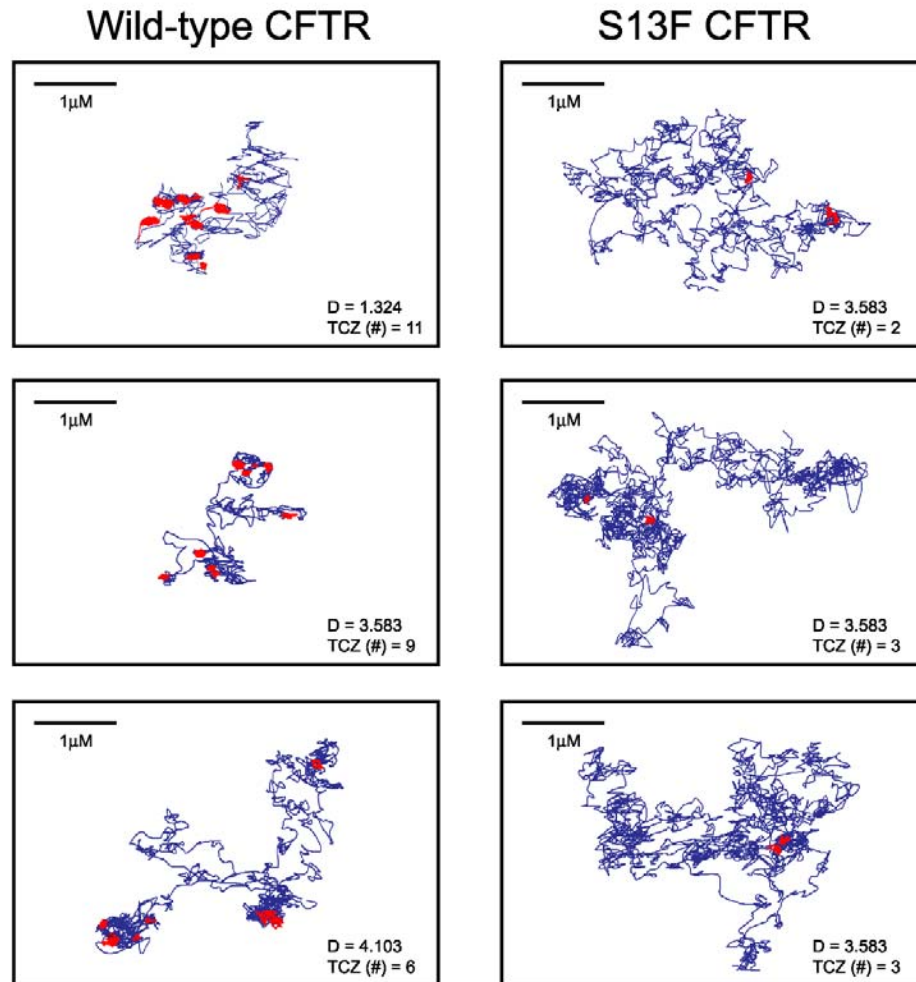 Wild-type CFTR
S13F CFTR
1μM
D = 1.324
TCZ (#) = 11
1μM
D = 3.583
TCZ (#) = 2
1μM
D = 3.583
TCZ (#) = 9
1μM
D = 3.583
TCZ (#) = 3
1μM
D = 4.103
TCZ (#) = 6
1μM
D = 3.583
TCZ (#) = 3